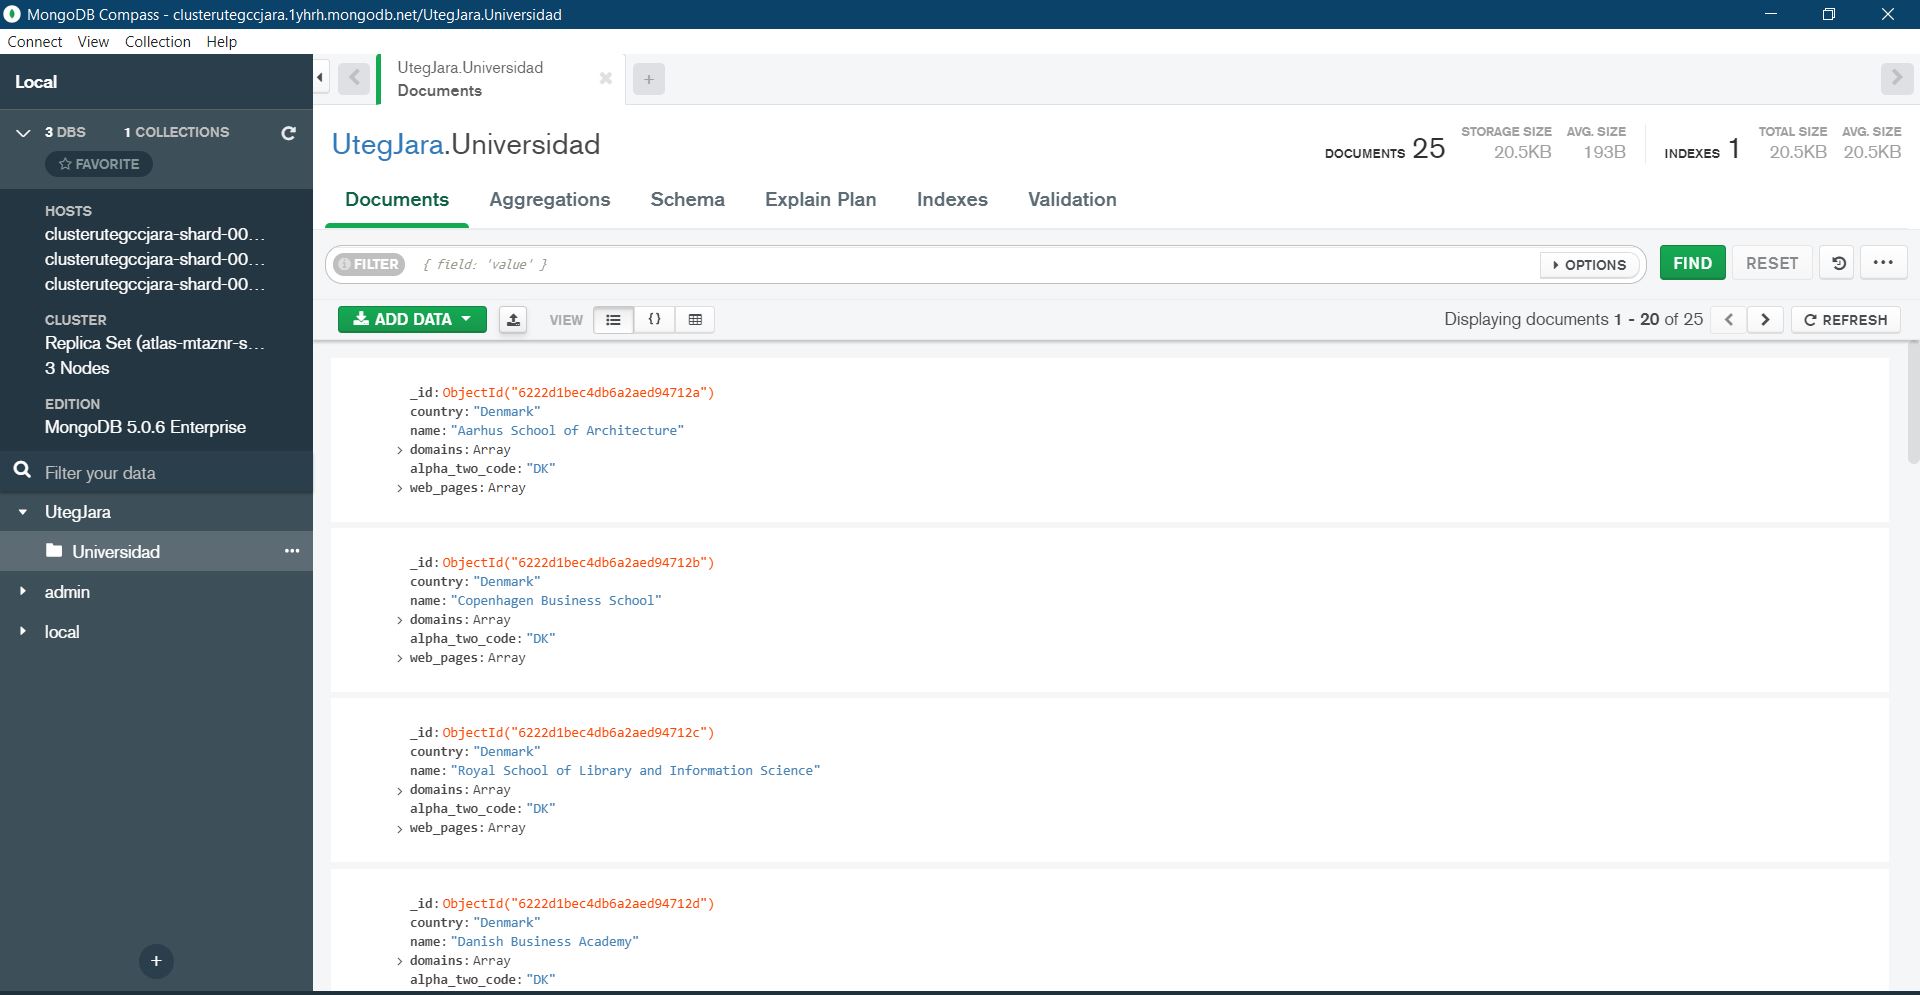 MongoDB Compass - clusterutegccjara.1yhrh.mongodb.net/UtegJara.Universidad
Connect View Collection Help
Local
3 DBS 1 COLLECTIONS
FAVORITE
HOSTS
clusterutegccjara-shard-00...
clusterutegccjara-shard-00...
clusterutegccjara-shard-00...
CLUSTER
Replica Set (atlas-mtaznr-s...
3 Nodes
EDITION
MongoDB 5.0.6 Enterprise
Filter your data
UtegJara
Universidad
admin
local
UtegJara.Universidad
Documents
UtegJara.Universidad
DOCUMENTS 25
STORAGE SIZE 20.5KB
AVG. SIZE 193B
INDEXES 1
TOTAL SIZE 20.5KB
AVG. SIZE 20.5KB
Documents Aggregations Schema Explain Plan Indexes Validation
FILTER { field: 'value' } OPTIONS FIND RESET
ADD DATA VIEW Displaying documents 1 - 20 of 25 REFRESH
_id: ObjectId("6222d1bec4db6a2aed94712a")
country: "Denmark"
name: "Aarhus School of Architecture"
domains: Array
alpha_two_code: "DK"
web_pages: Array
_id: ObjectId("6222d1bec4db6a2aed94712b")
country: "Denmark"
name: "Copenhagen Business School"
domains: Array
alpha_two_code: "DK"
web_pages: Array
_id: ObjectId("6222d1bec4db6a2aed94712c")
country: "Denmark"
name: "Royal School of Library and Information Science"
domains: Array
alpha_two_code: "DK"
web_pages: Array
_id: ObjectId("6222d1bec4db6a2aed94712d")
country: "Denmark"
name: "Danish Business Academy"
domains: Array
alpha_two_code: "DK"